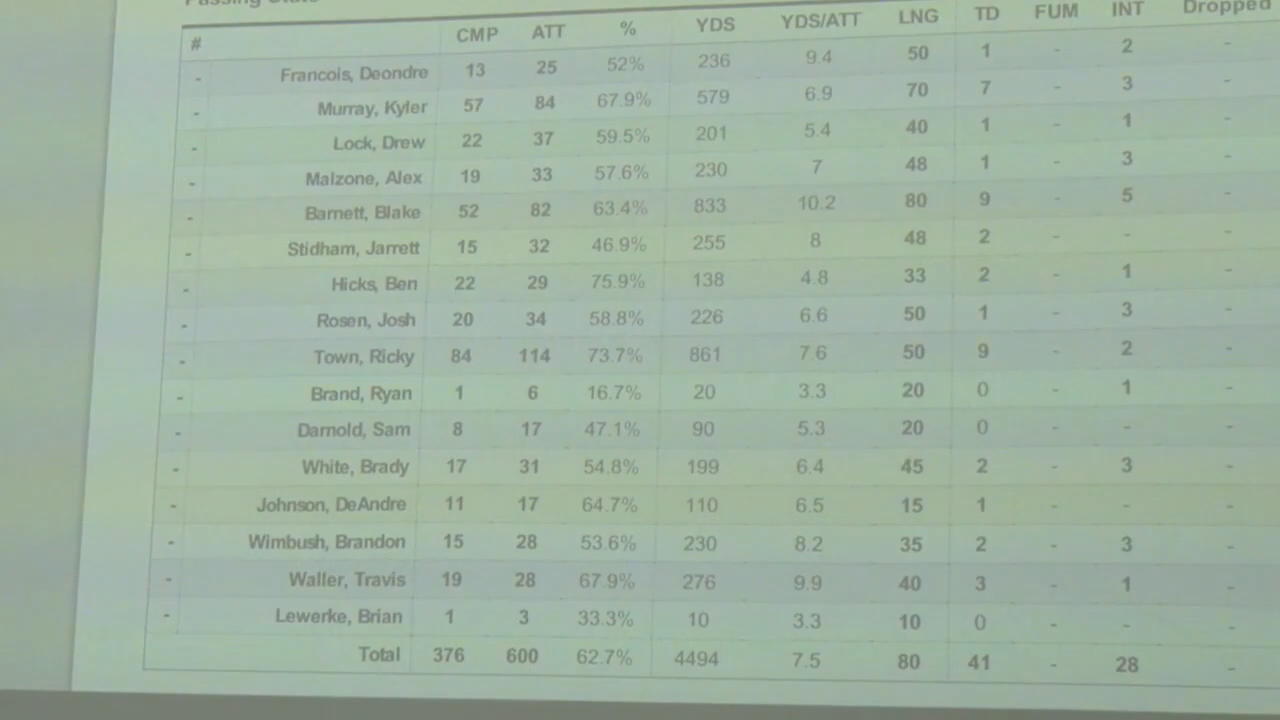 Passing Stats
# CMP ATT % YDS YDS/ATT LNG TD FUM INT Dropped
- Francois, Deondre 13 25 52% 236 9.4 50 1 - 2 -
- Murray, Kyler 57 84 67.9% 579 6.9 70 7 - 3 -
- Lock, Drew 22 37 59.5% 201 5.4 40 1 - 1 -
- Malzone, Alex 19 33 57.6% 230 7 48 1 - 3 -
- Barnett, Blake 52 82 63.4% 833 10.2 80 9 - 5 -
- Stidham, Jarrett 15 32 46.9% 255 8 48 2 - - -
- Hicks, Ben 22 29 75.9% 138 4.8 33 2 - 1 -
- Rosen, Josh 20 34 58.8% 226 6.6 50 1 - 3 -
- Town, Ricky 84 114 73.7% 861 7.6 50 9 - 2 -
- Brand, Ryan 1 6 16.7% 20 3.3 20 0 - 1 -
- Darnold, Sam 8 17 47.1% 90 5.3 20 0 - - -
- White, Brady 17 31 54.8% 199 6.4 45 2 - 3 -
- Johnson, DeAndre 11 17 64.7% 110 6.5 15 1 - - -
- Wimbush, Brandon 15 28 53.6% 230 8.2 35 2 - 3 -
- Waller, Travis 19 28 67.9% 276 9.9 40 3 - 1 -
- Lewerke, Brian 1 3 33.3% 10 3.3 10 0 - - -
Total 376 600 62.7% 4494 7.5 80 41 - 28 -